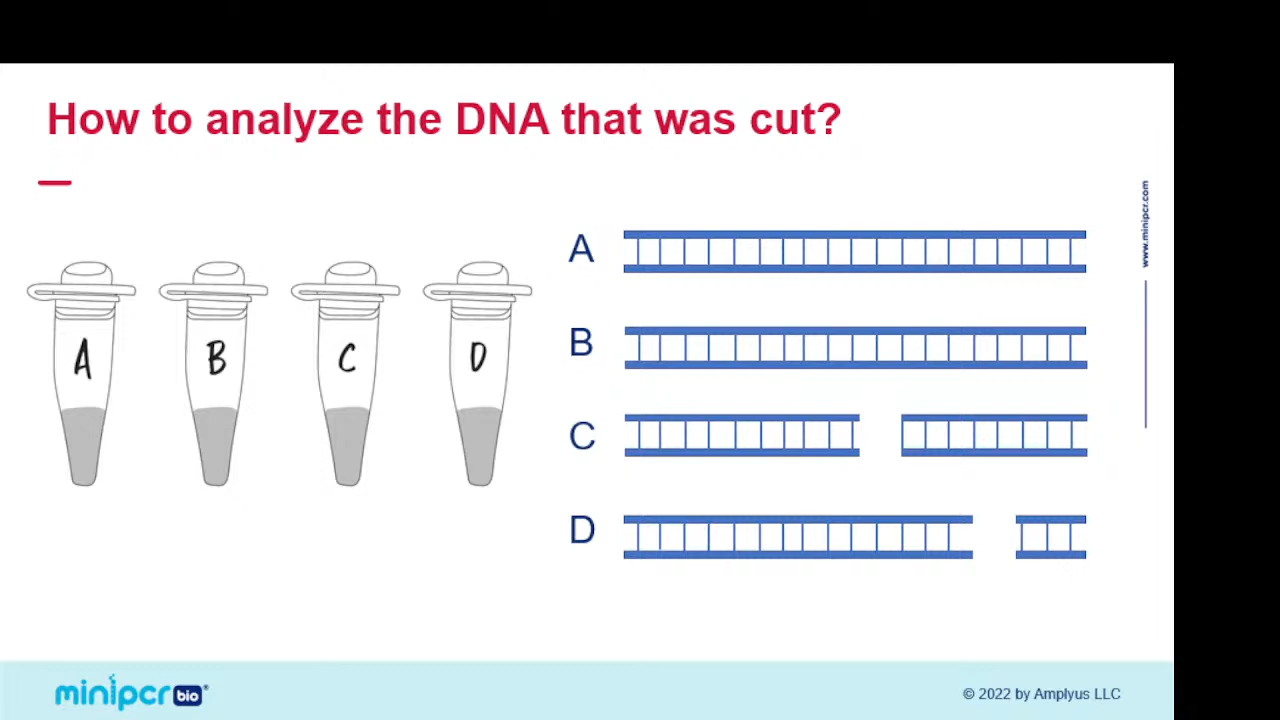 How to analyze the DNA that was cut?
www.minipcr.com
A
B
C
D
A
B
C
D
minipcr bio®
© 2022 by Amplyus LLC